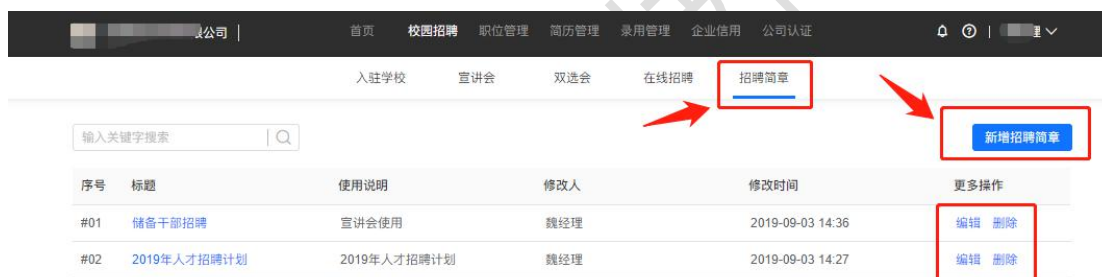 公司 | 首页 校园招聘 职位管理 简历管理 录用管理 企业信用 公司认证
入驻学校 宣讲会 双选会 在线招聘 招聘简章
输入关键字搜索 新增招聘简章
序号 标题 使用说明 修改人 修改时间 更多操作
#01 储备干部招聘 宣讲会使用 魏经理 2019-09-03 14:36 编辑 删除
#02 2019年人才招聘计划 2019年人才招聘计划 魏经理 2019-09-03 14:27 编辑 删除